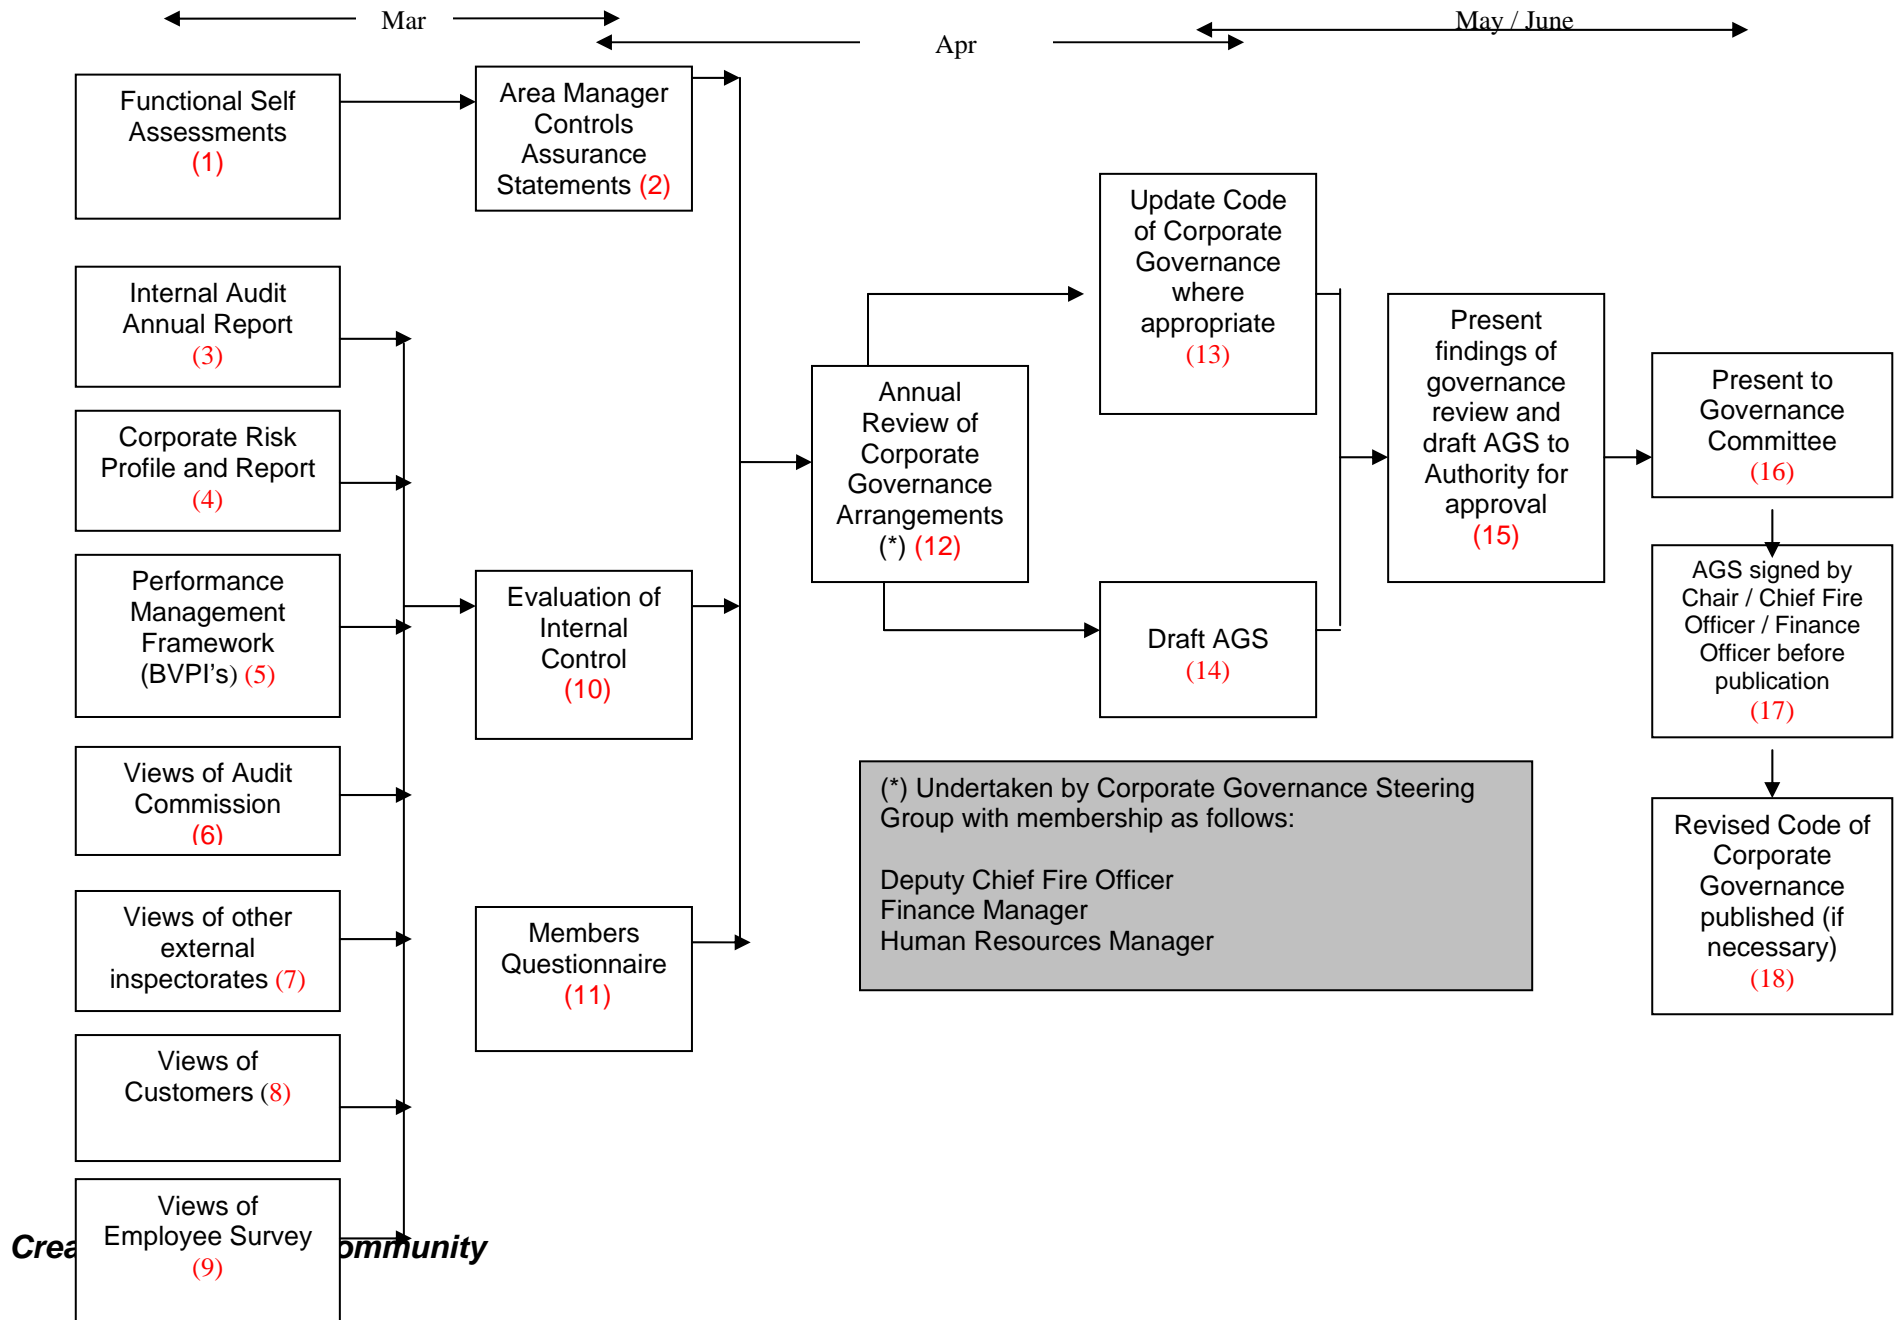 Mar
Apr
May / June
Functional Self
Assessments
(1)
Area Manager
Controls
Assurance
Statements (2)
Internal Audit
Annual Report
(3)
Corporate Risk
Profile and Report
(4)
Performance
Management
Framework
(BVPI's) (5)
Views of Audit
Commission
(6)
Views of other
external
inspectorates (7)
Views of
Customers (8)
Views of
Employee Survey
(9)
Evaluation of
Internal
Control
(10)
Members
Questionnaire
(11)
Annual
Review of
Corporate
Governance
Arrangements
(*) (12)
Update Code
of Corporate
Governance
where
appropriate
(13)
Draft AGS
(14)
Present
findings of
governance
review and
draft AGS to
Authority for
approval
(15)
Present to
Governance
Committee
(16)
AGS signed by
Chair / Chief Fire
Officer / Finance
Officer before
publication
(17)
Revised Code of
Corporate
Governance
published (if
necessary)
(18)
(*) Undertaken by Corporate Governance Steering
Group with membership as follows:
Deputy Chief Fire Officer
Finance Manager
Human Resources Manager